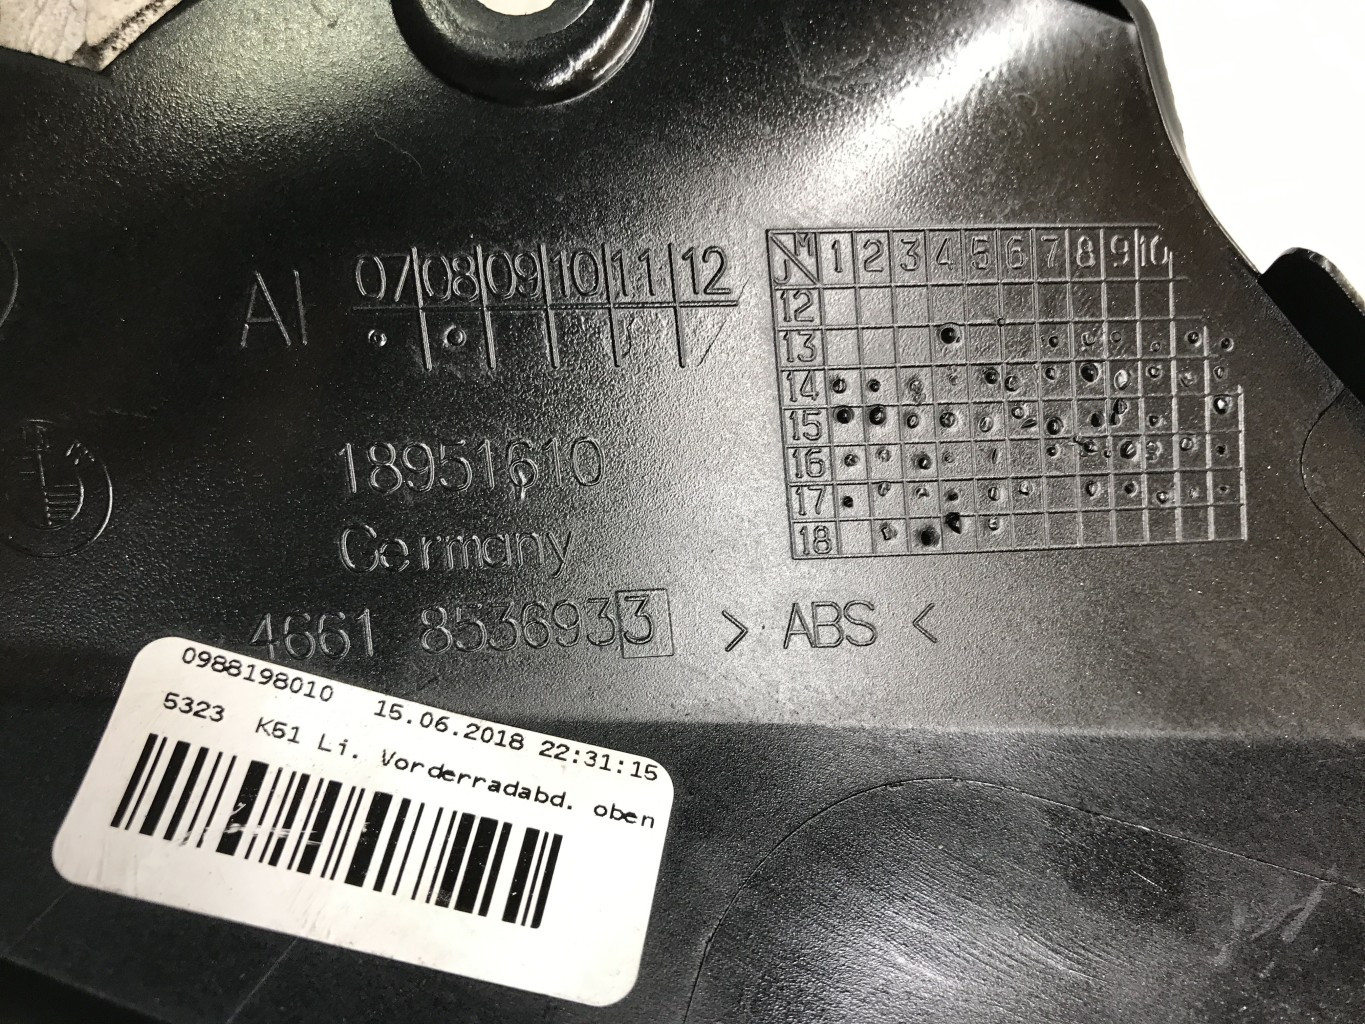 AI 07 08 09 10 11 12
M 1 2 3 4 5 6 7 8 9 10
12
13
14
15
16
17
18
18951610
Germany
4661 8536933 > ABS <
0988198010 15.06.2018 22:31:15
5323 K51 Li. Vorderradabd. oben